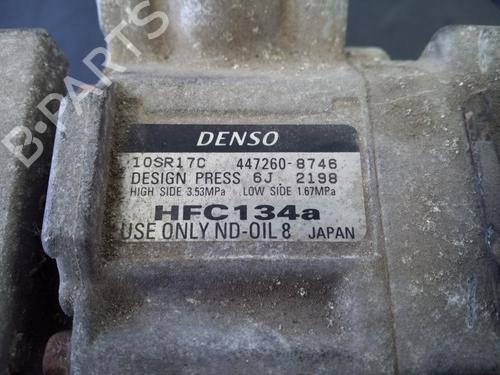 B-PARTS
DENSO
10SR17C 447260-8746
DESIGN PRESS 6J 2198
HIGH SIDE 3.53MPa LOW SIDE 1.67MPa
HFC134a
USE ONLY ND-OIL 8 JAPAN